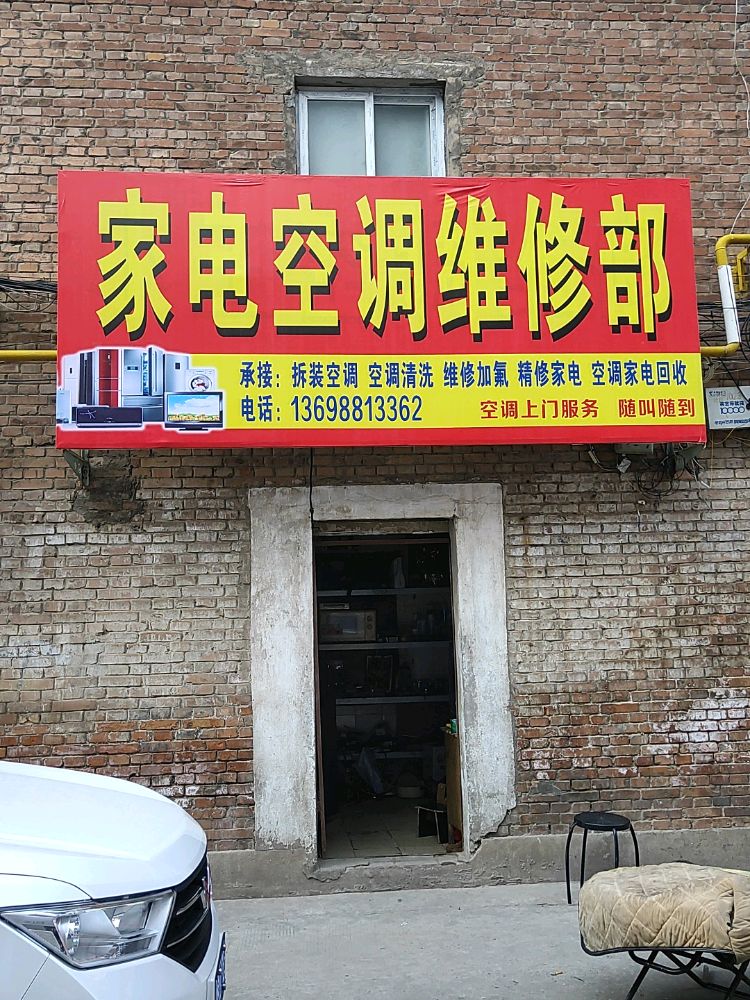 家电空调维修部
承接：拆装空调 空调清洗 维修加氟 精修家电 空调家电回收
电话：13698813362 空调上门服务 随叫随到